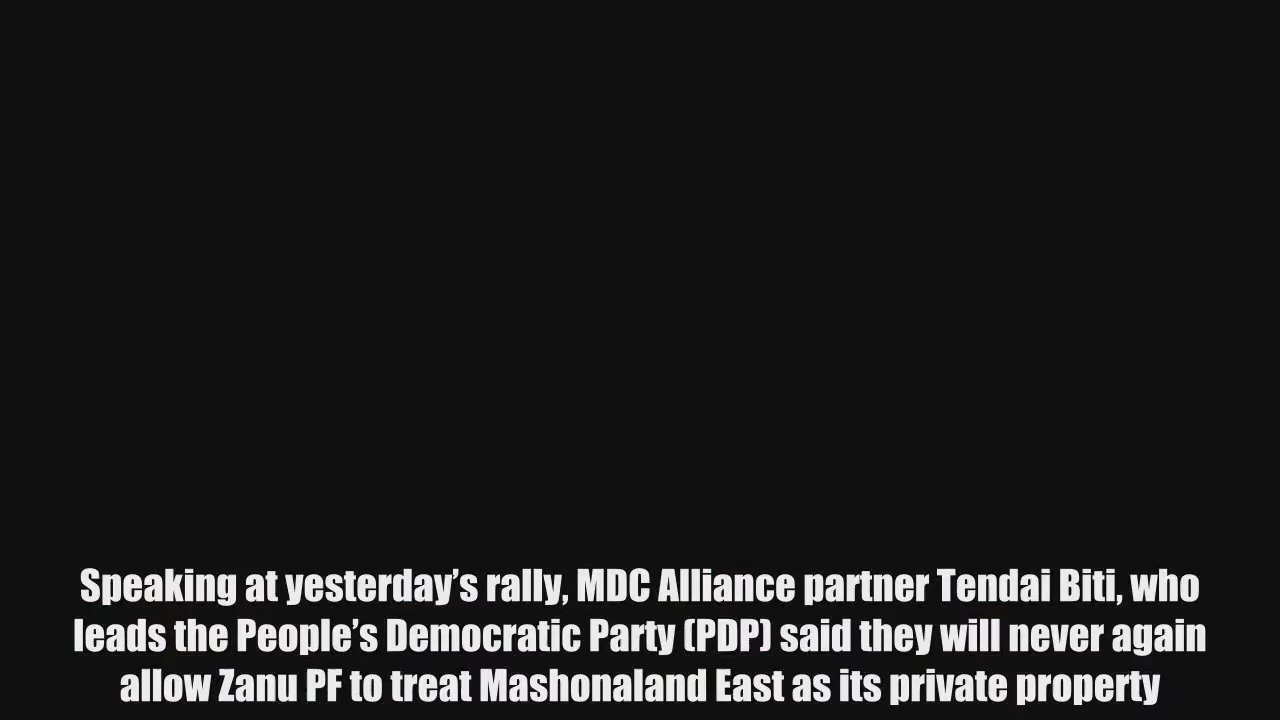 Speaking at yesterday’s rally, MDC Alliance partner Tendai Biti, who
leads the People’s Democratic Party (PDP) said they will never again
allow Zanu PF to treat Mashonaland East as its private property